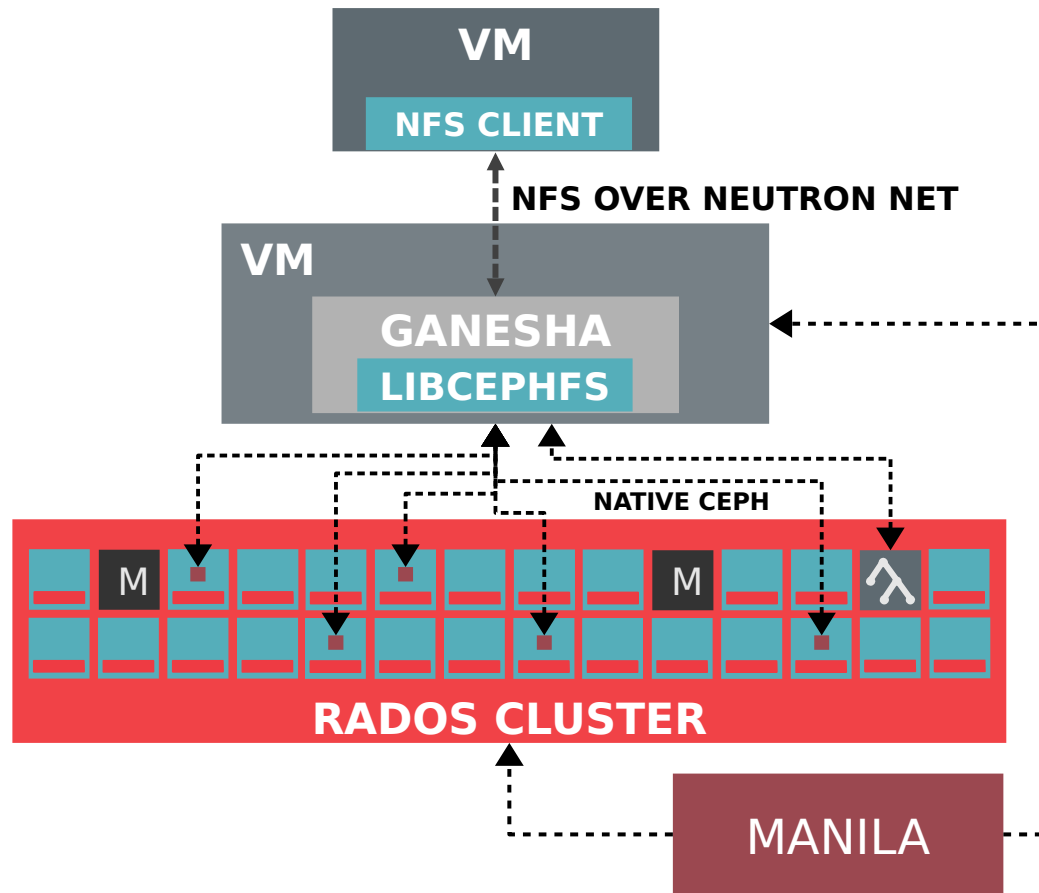 VM
NFS CLIENT
NFS OVER NEUTRON NET
VM
GANESHA
LIBCEPHFS
NATIVE CEPH
M
M
RADOS CLUSTER
MANILA